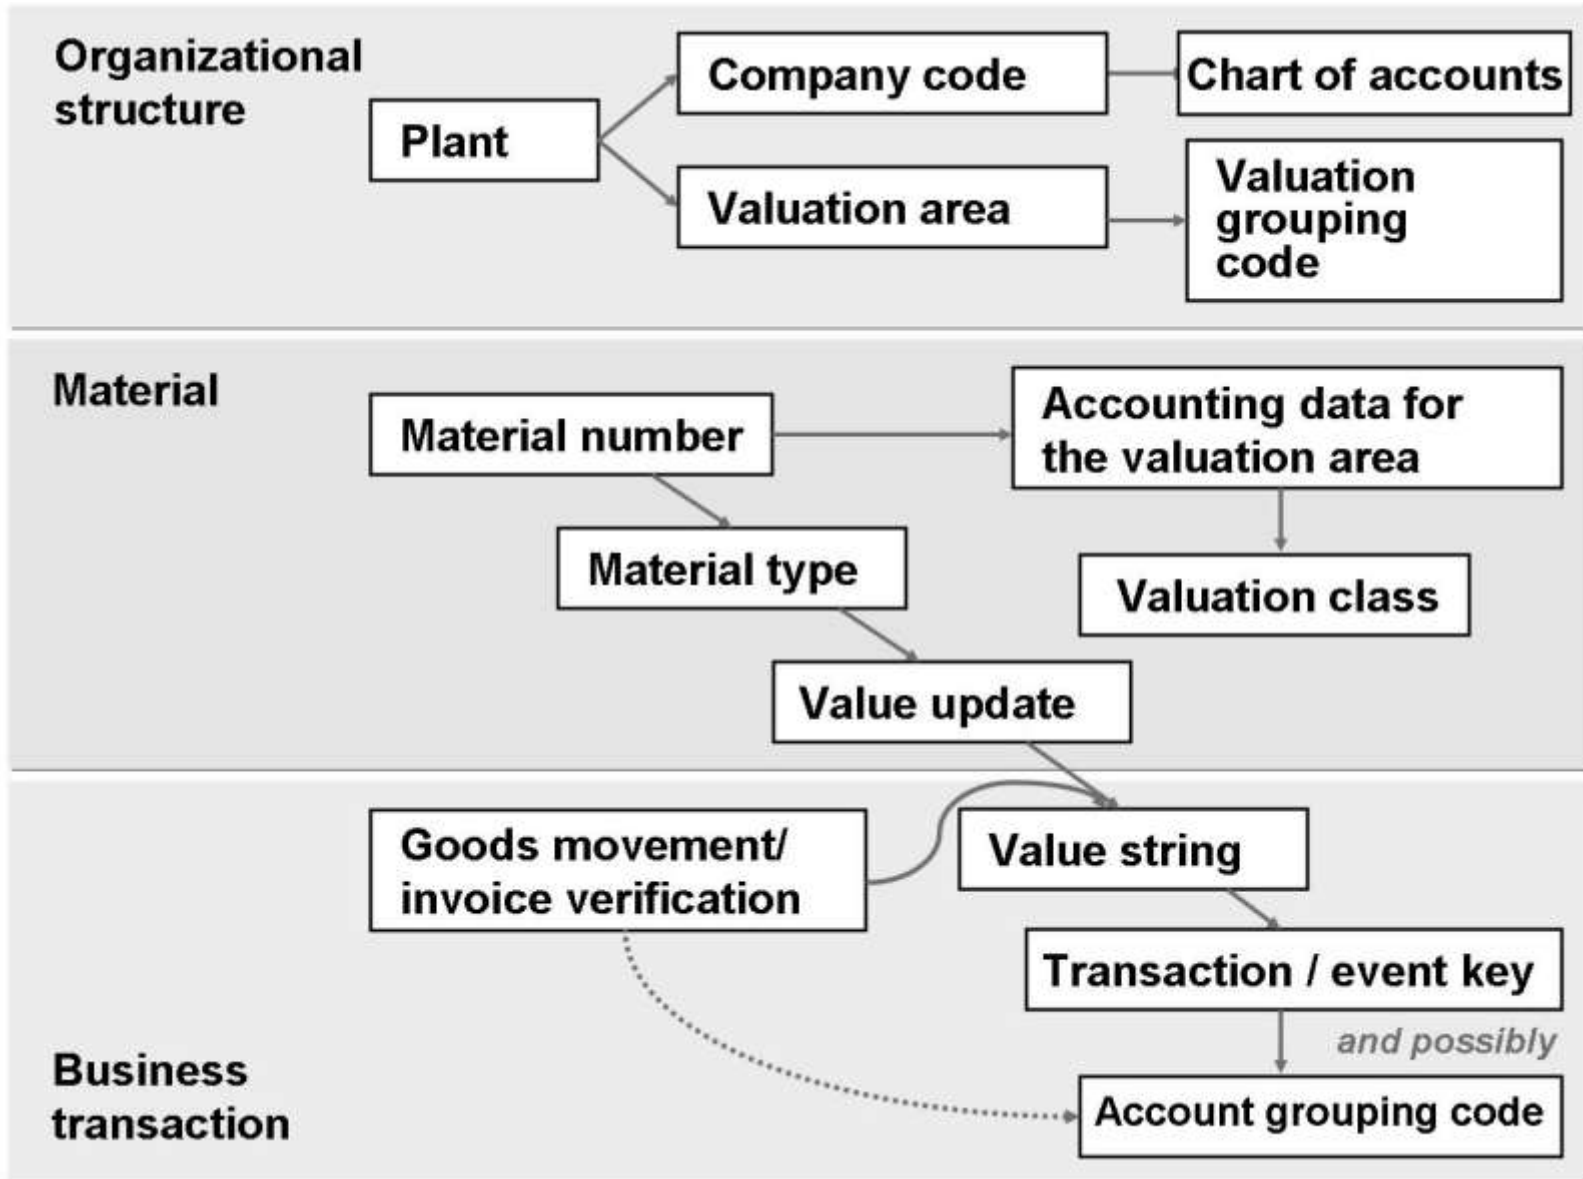 Organizational
structure
Plant
Company code
Chart of accounts
Valuation area
Valuation
grouping
code
Material
Material number
Accounting data for
the valuation area
Material type
Valuation class
Value update
Goods movement/
invoice verification
Value string
Transaction / event key
and possibly
Business
transaction
Account grouping code